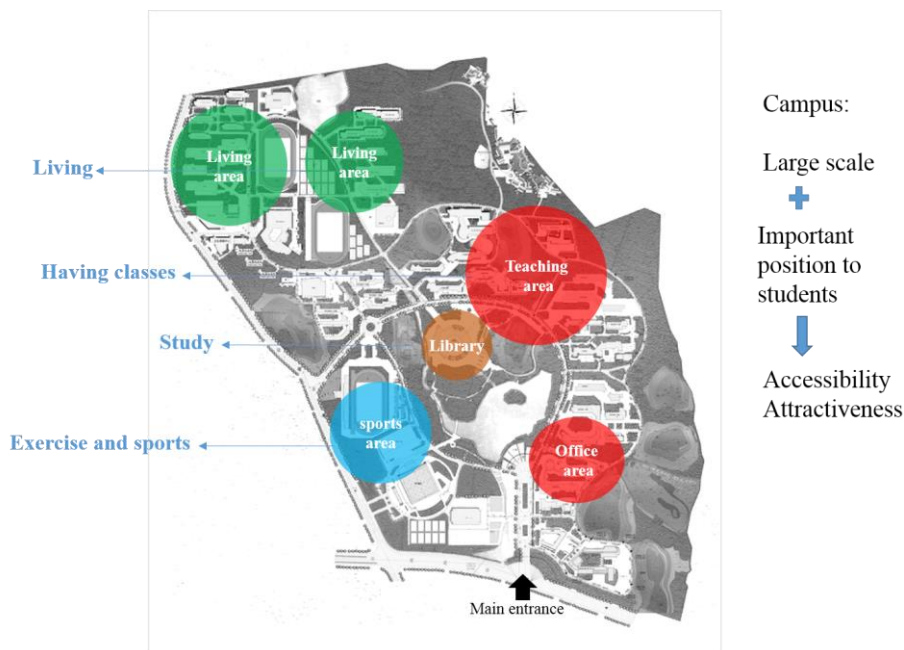 Campus:
Large scale
Important
position to
students
Accessibility
Attractiveness
Living
Having classes
Study
Exercise and sports
Living
area
Living
area
Teaching
area
Library
sports
area
Office
area
Main entrance